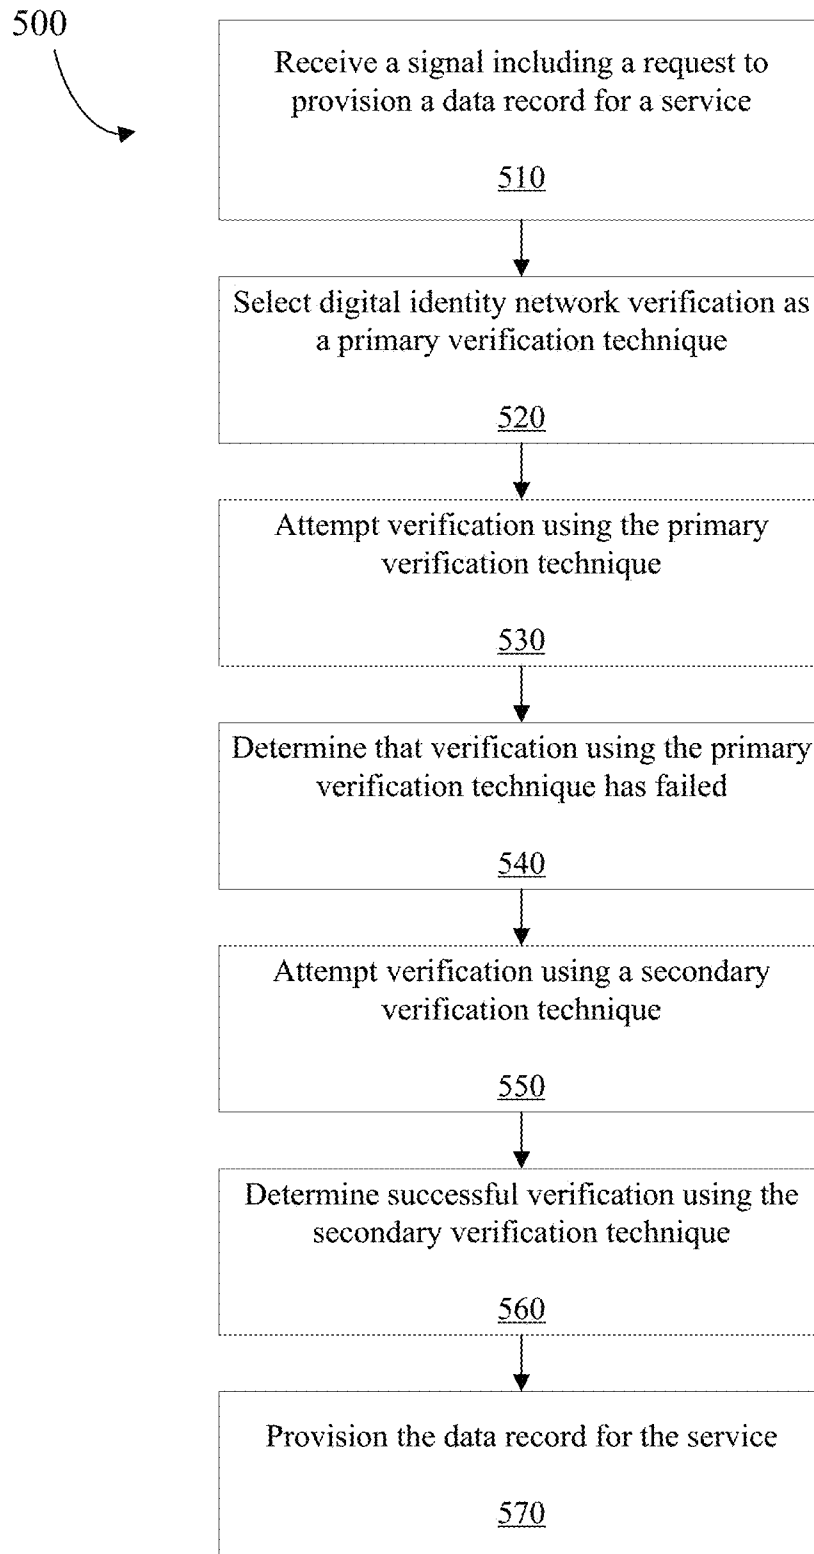 500
Receive a signal including a request to
provision a data record for a service
510
Select digital identity network verification as
a primary verification technique
520
Attempt verification using the primary
verification technique
530
Determine that verification using the primary
verification technique has failed
540
Attempt verification using a secondary
verification technique
550
Determine successful verification using the
secondary verification technique
560
Provision the data record for the service
570